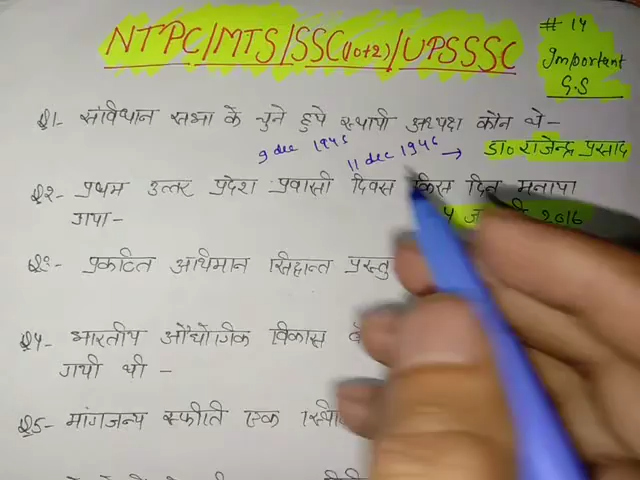 NTPC/MTS/SSC(10+2)/UPSSSC
# 14
Important
G.S
Q1- संविधान सभा के चुने हुये स्थायी अध्यक्ष कौन थे-
9 dec 1946
11 dec 1946 → डा० राजेन्द्र प्रसाद
Q2- प्रथम उत्तर प्रदेश प्रवासी दिवस किस दिन मनाया
गया- 2016
प्रकटित अधिमान सिद्धान्त
Q4- भारतीय औद्योगिक विकास
गयी थी -
Q5- मांगजन्य स्फीति एक